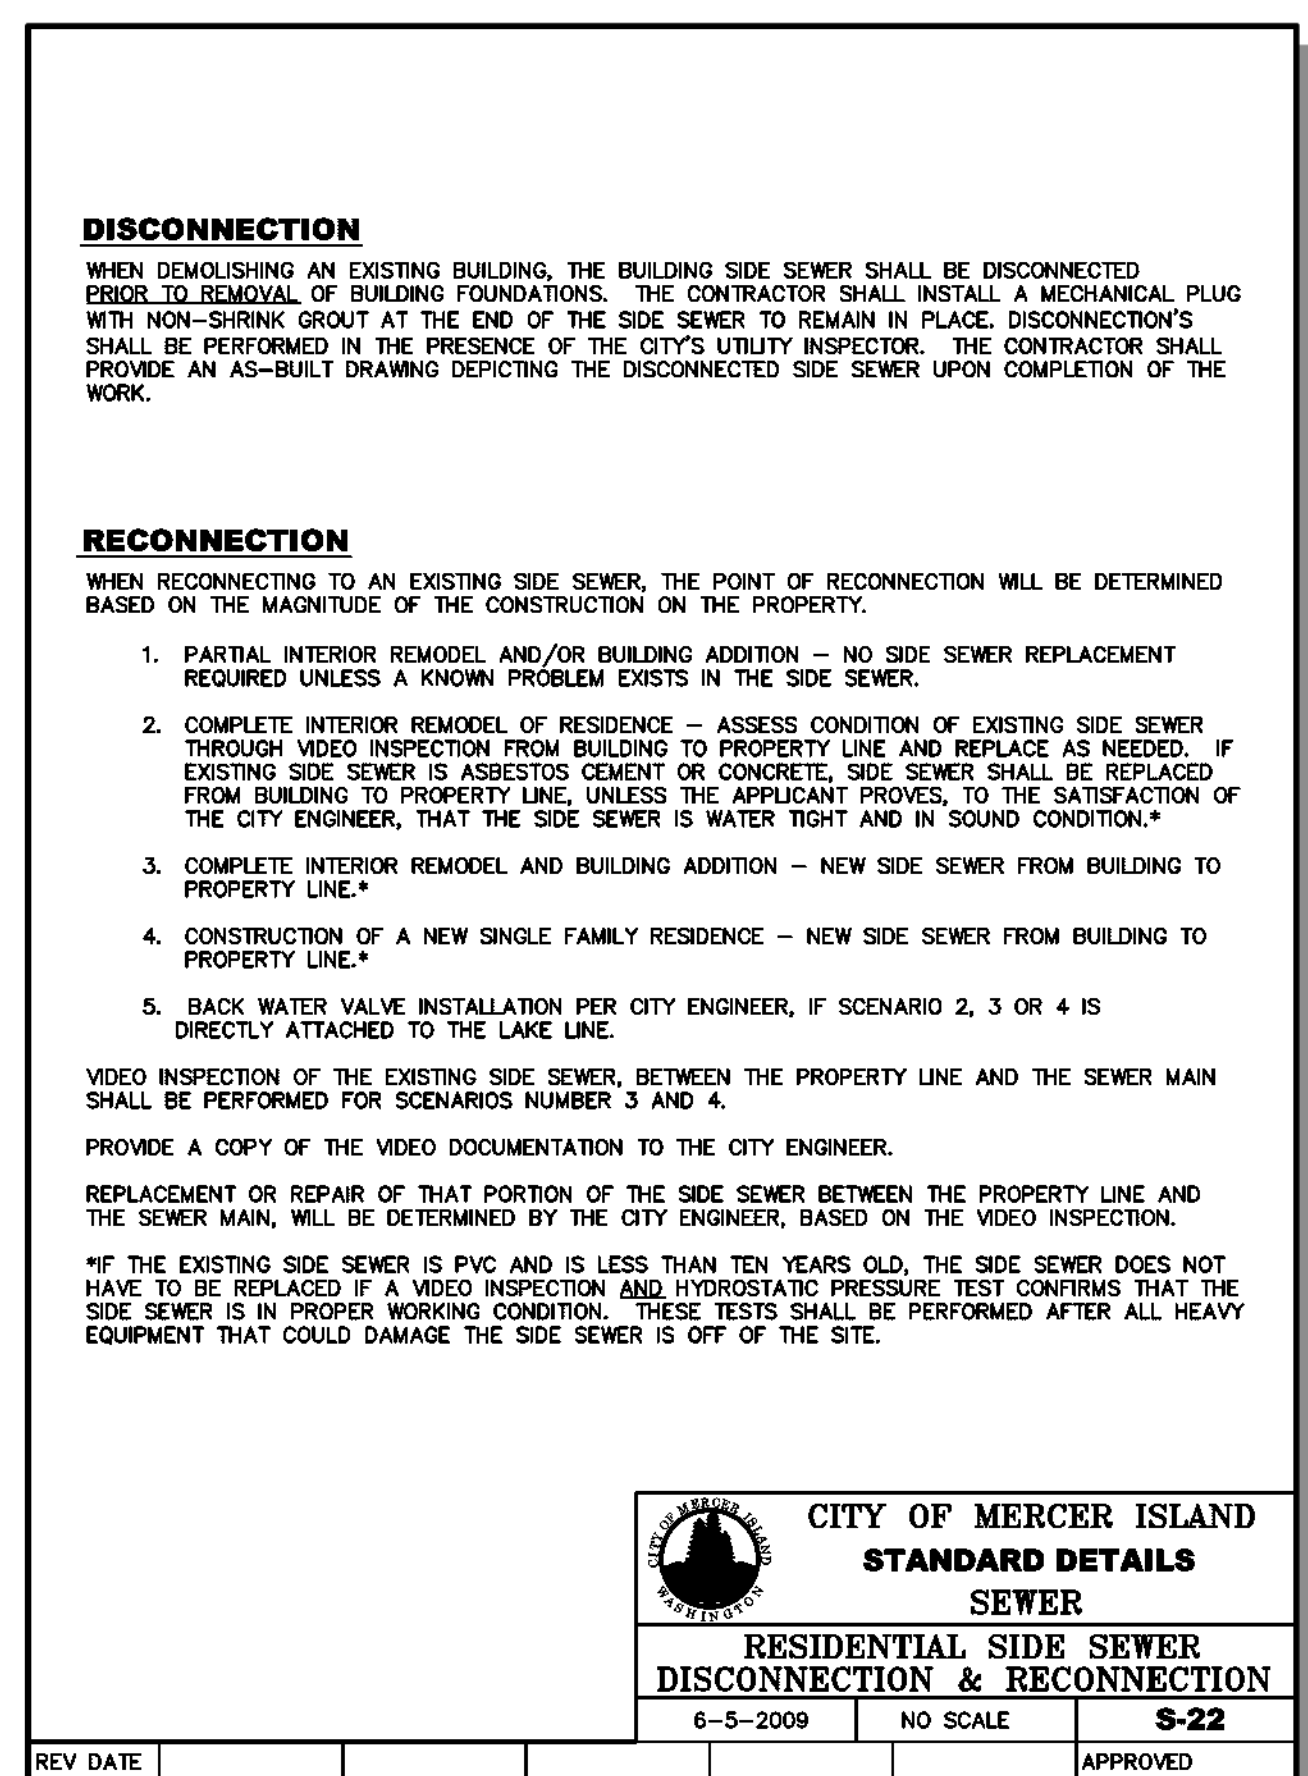 DISCONNECTION
WHEN DEMOLISHING AN EXISTING BUILDING, THE BUILDING SIDE SEWER SHALL BE DISCONNECTED
PRIOR TO REMOVAL OF BUILDING FOUNDATIONS. THE CONTRACTOR SHALL INSTALL A MECHANICAL PLUG
WITH NON-SHRINK GROUT AT THE END OF THE SIDE SEWER TO REMAIN IN PLACE. DISCONNECTION'S
SHALL BE PERFORMED IN THE PRESENCE OF THE CITY'S UTILITY INSPECTOR. THE CONTRACTOR SHALL
PROVIDE AN AS-BUILT DRAWING DEPICTING THE DISCONNECTED SIDE SEWER UPON COMPLETION OF THE
WORK.
RECONNECTION
WHEN RECONNECTING TO AN EXISTING SIDE SEWER, THE POINT OF RECONNECTION WILL BE DETERMINED
BASED ON THE MAGNITUDE OF THE CONSTRUCTION ON THE PROPERTY.
1. PARTIAL INTERIOR REMODEL AND/OR BUILDING ADDITION – NO SIDE SEWER REPLACEMENT
REQUIRED UNLESS A KNOWN PROBLEM EXISTS IN THE SIDE SEWER.
2. COMPLETE INTERIOR REMODEL OF RESIDENCE – ASSESS CONDITION OF EXISTING SIDE SEWER
THROUGH VIDEO INSPECTION FROM BUILDING TO PROPERTY LINE AND REPLACE AS NEEDED. IF
EXISTING SIDE SEWER IS ASBESTOS CEMENT OR CONCRETE, SIDE SEWER SHALL BE REPLACED
FROM BUILDING TO PROPERTY LINE, UNLESS THE APPLICANT PROVES, TO THE SATISFACTION OF
THE CITY ENGINEER, THAT THE SIDE SEWER IS WATER TIGHT AND IN SOUND CONDITION.*
3. COMPLETE INTERIOR REMODEL AND BUILDING ADDITION – NEW SIDE SEWER FROM BUILDING TO
PROPERTY LINE.*
4. CONSTRUCTION OF A NEW SINGLE FAMILY RESIDENCE – NEW SIDE SEWER FROM BUILDING TO
PROPERTY LINE.*
5. BACK WATER VALVE INSTALLATION PER CITY ENGINEER, IF SCENARIO 2, 3 OR 4 IS
DIRECTLY ATTACHED TO THE LAKE LINE.
VIDEO INSPECTION OF THE EXISTING SIDE SEWER, BETWEEN THE PROPERTY LINE AND THE SEWER MAIN
SHALL BE PERFORMED FOR SCENARIOS NUMBER 3 AND 4.
PROVIDE A COPY OF THE VIDEO DOCUMENTATION TO THE CITY ENGINEER.
REPLACEMENT OR REPAIR OF THAT PORTION OF THE SIDE SEWER BETWEEN THE PROPERTY LINE AND
THE SEWER MAIN, WILL BE DETERMINED BY THE CITY ENGINEER, BASED ON THE VIDEO INSPECTION.
*IF THE EXISTING SIDE SEWER IS PVC AND IS LESS THAN TEN YEARS OLD, THE SIDE SEWER DOES NOT
HAVE TO BE REPLACED IF A VIDEO INSPECTION AND HYDROSTATIC PRESSURE TEST CONFIRMS THAT THE
SIDE SEWER IS IN PROPER WORKING CONDITION. THESE TESTS SHALL BE PERFORMED AFTER ALL HEAVY
EQUIPMENT THAT COULD DAMAGE THE SIDE SEWER IS OFF OF THE SITE.
CITY OF MERCER ISLAND
WASHINGTON
CITY OF MERCER ISLAND
STANDARD DETAILS
SEWER
RESIDENTIAL SIDE SEWER
DISCONNECTION & RECONNECTION
6-5-2009 NO SCALE S-22
REV DATE APPROVED